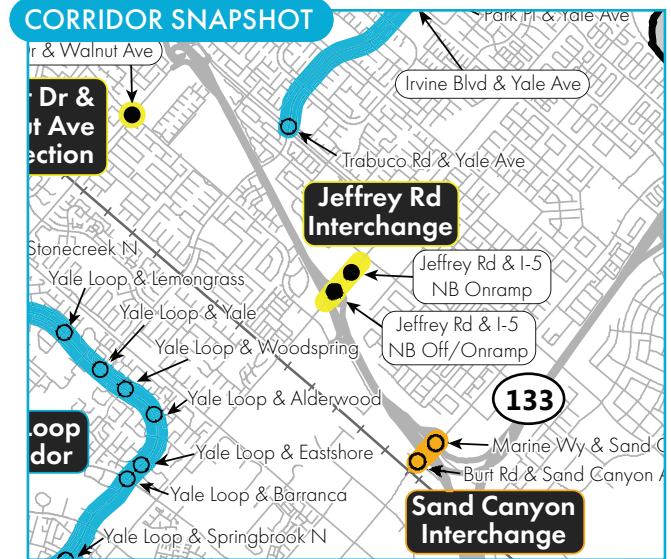 CORRIDOR SNAPSHOT
Park Pl & Yale Ave
r & Walnut Ave
Irvine Blvd & Yale Ave
r Dr &
ut Ave
ection
Trabuco Rd & Yale Ave
Jeffrey Rd
Interchange
Stonecreek N
Jeffrey Rd & I-5
NB Onramp
Yale Loop & Lemongrass
Yale Loop & Yale
Jeffrey Rd & I-5
NB Off/Onramp
Yale Loop & Woodspring
Yale Loop & Alderwood
133
Loop
dor
Marine Wy & Sand C
Yale Loop & Eastshore
Burt Rd & Sand Canyon A
Yale Loop & Barranca
Sand Canyon
Interchange
Yale Loop & Springbrook N